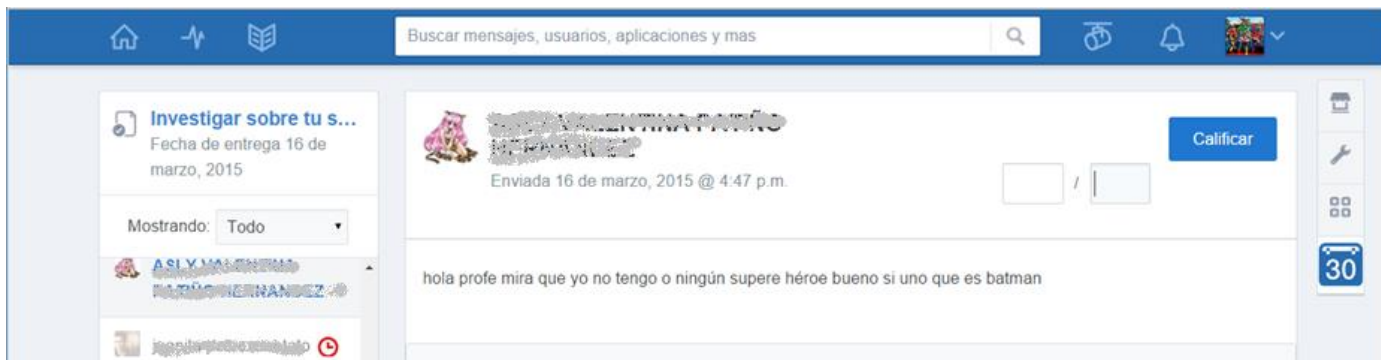 Buscar mensajes, usuarios, aplicaciones y mas
Investigar sobre tu s...
Fecha de entrega 16 de
marzo, 2015
Mostrando: Todo
Enviada 16 de marzo, 2015 @ 4:47 p.m.
/
Calificar
hola profe mira que yo no tengo o ningún supere héroe bueno si uno que es batman
30